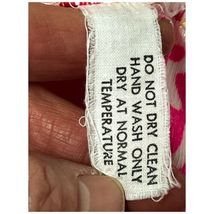 DO NOT DRY CLEAN
HAND WASH ONLY
DRY AT NORMAL
TEMPERATURE